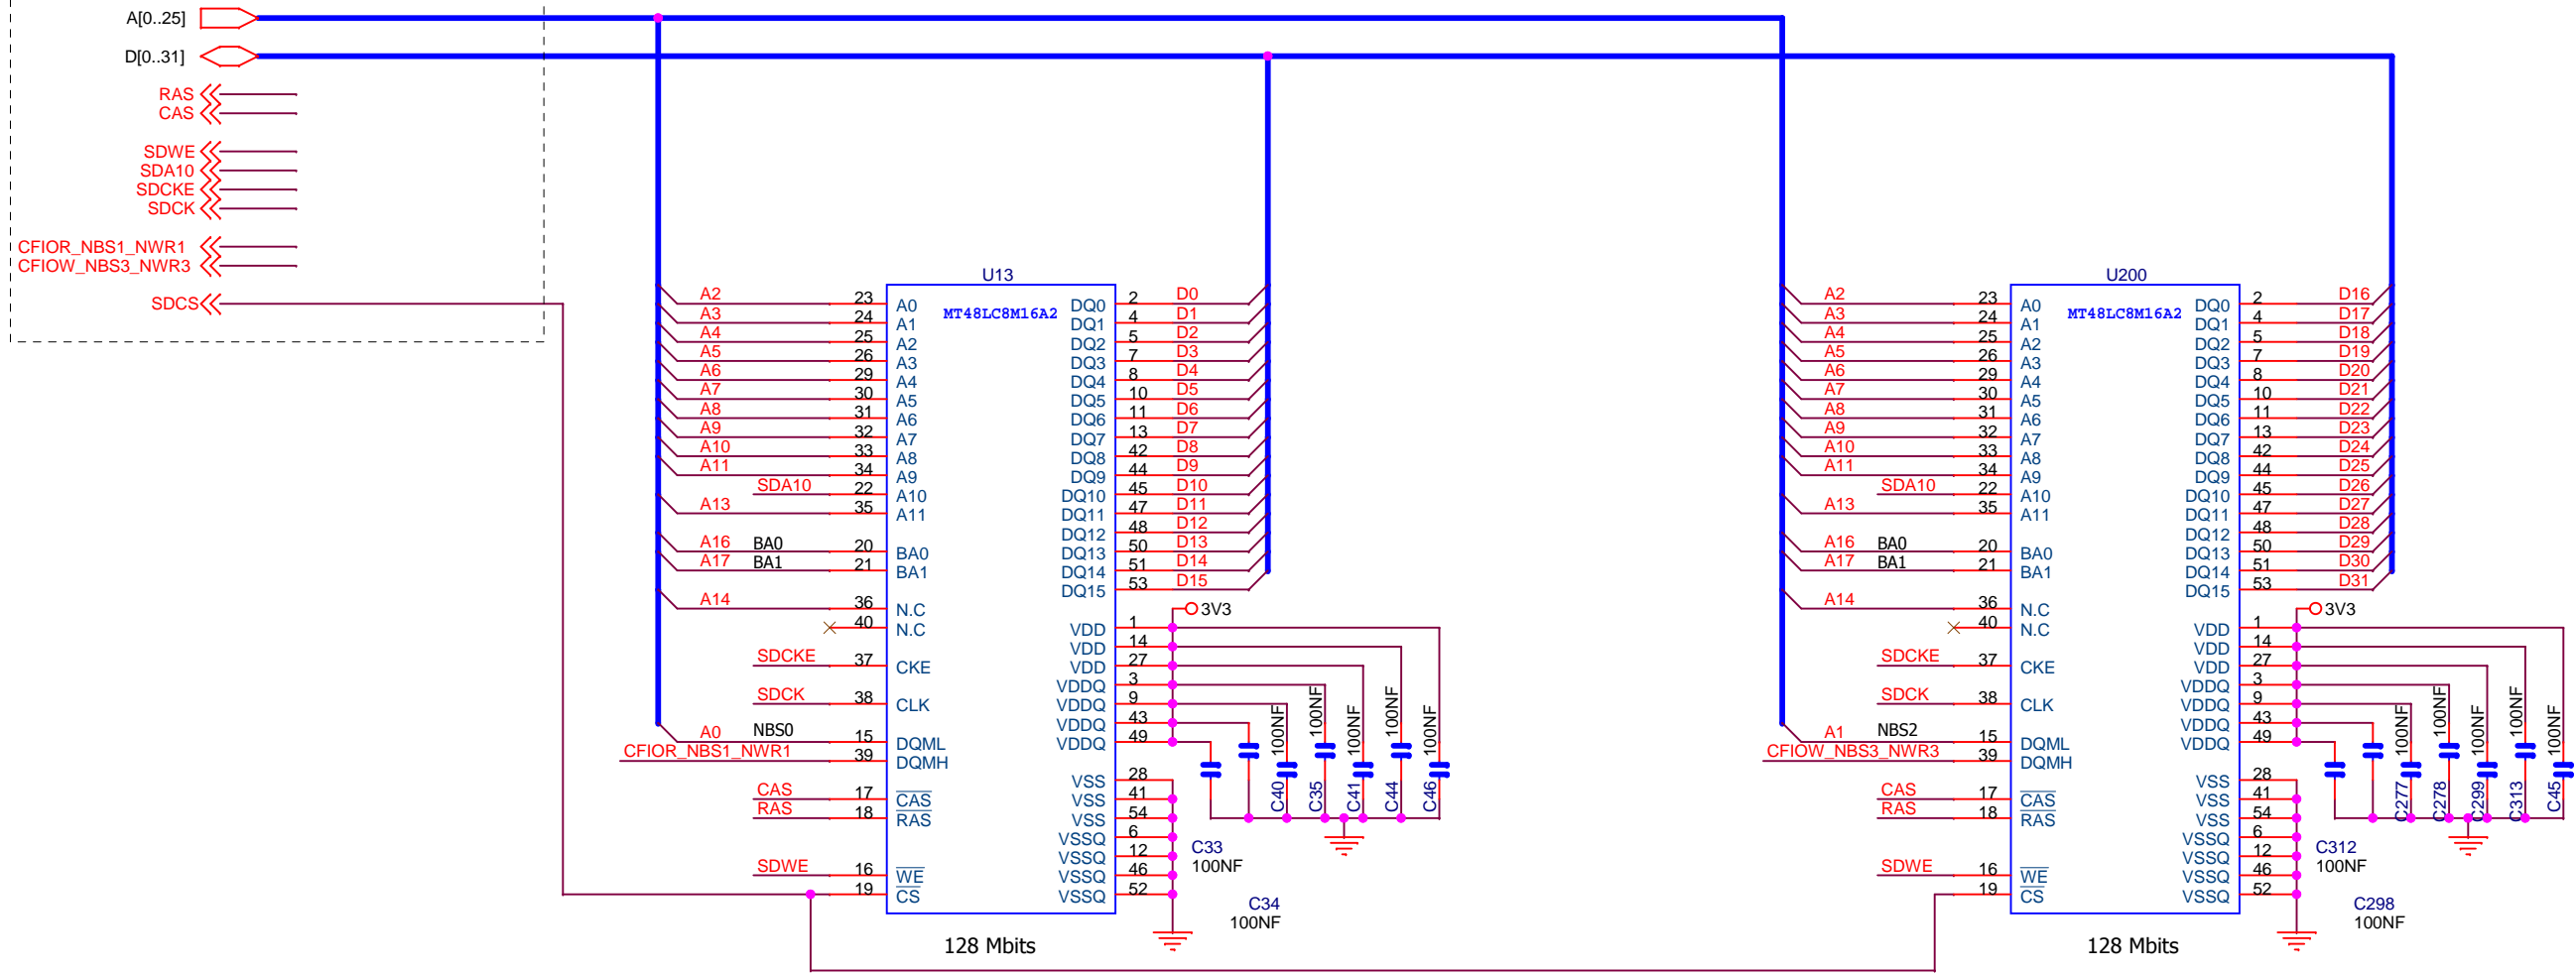 A[0..25]
D[0..31]
RAS
CAS
SDWE
SDA10
SDCKE
SDCK
CFIOR_NBS1_NWR1
CFIOW_NBS3_NWR3
SDCS
U13
MT48LC8M16A2
A2 23 A0 DQ0 2 D0
A3 24 A1 DQ1 4 D1
A4 25 A2 DQ2 5 D2
A5 26 A3 DQ3 7 D3
A6 29 A4 DQ4 8 D4
A7 30 A5 DQ5 10 D5
A8 31 A6 DQ6 11 D6
A9 32 A7 DQ7 13 D7
A10 33 A8 DQ8 42 D8
A11 34 A9 DQ9 44 D9
SDA10 22 A10 DQ10 45 D10
A13 35 A11 DQ11 47 D11
DQ12 48 D12
A16 BA0 20 BA0 DQ13 50 D13
A17 BA1 21 BA1 DQ14 51 D14
DQ15 53 D15
A14 36 N.C
3V3
40 N.C VDD 1
VDD 14
SDCKE 37 CKE VDD 27
VDDQ 3
SDCK 38 CLK VDDQ 9
VDDQ 43
A0 NBS0 15 DQML VDDQ 49
CFIOR_NBS1_NWR1 39 DQMH
VSS 28
CAS 17 CAS VSS 41
RAS 18 RAS VSS 54
VSSQ 6
VSSQ 12
SDWE 16 WE VSSQ 46
19 CS VSSQ 52
C40 100NF
C35 100NF
C41 100NF
C44 100NF
C46 100NF
C33
100NF
C34
100NF
128 Mbits
U200
MT48LC8M16A2
A2 23 A0 DQ0 2 D16
A3 24 A1 DQ1 4 D17
A4 25 A2 DQ2 5 D18
A5 26 A3 DQ3 7 D19
A6 29 A4 DQ4 8 D20
A7 30 A5 DQ5 10 D21
A8 31 A6 DQ6 11 D22
A9 32 A7 DQ7 13 D23
A10 33 A8 DQ8 42 D24
A11 34 A9 DQ9 44 D25
SDA10 22 A10 DQ10 45 D26
A13 35 A11 DQ11 47 D27
DQ12 48 D28
A16 BA0 20 BA0 DQ13 50 D29
A17 BA1 21 BA1 DQ14 51 D30
DQ15 53 D31
A14 36 N.C
3V3
40 N.C VDD 1
VDD 14
SDCKE 37 CKE VDD 27
VDDQ 3
SDCK 38 CLK VDDQ 9
VDDQ 43
A1 NBS2 15 DQML VDDQ 49
CFIOW_NBS3_NWR3 39 DQMH
VSS 28
CAS 17 CAS VSS 41
RAS 18 RAS VSS 54
VSSQ 6
VSSQ 12
SDWE 16 WE VSSQ 46
19 CS VSSQ 52
C277 100NF
C278 100NF
C299 100NF
C313 100NF
C45 100NF
C312
100NF
C298
100NF
128 Mbits